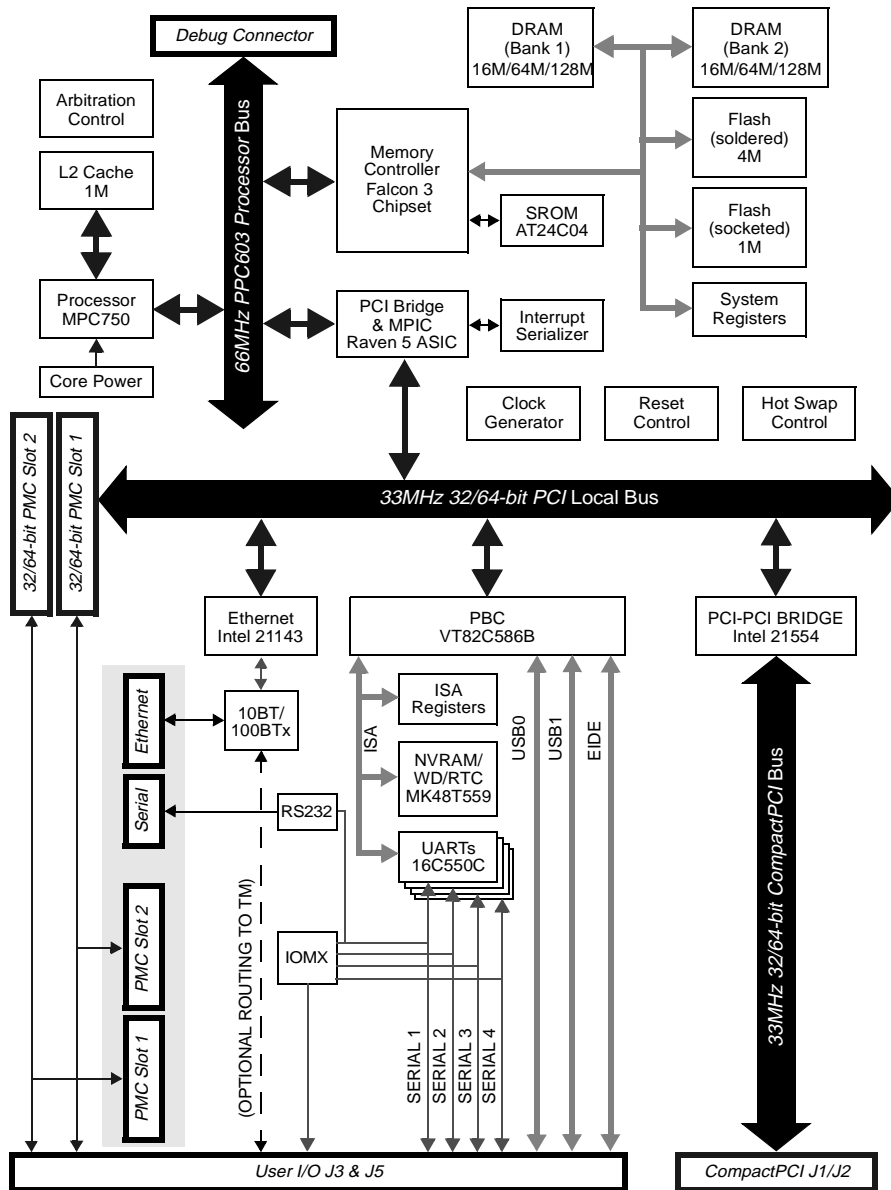 Debug Connector
DRAM
(Bank 1)
16M/64M/128M
DRAM
(Bank 2)
16M/64M/128M
Arbitration
Control
Memory
Controller
Falcon 3
Chipset
Flash
(soldered)
4M
L2 Cache
1M
SROM
AT24C04
Flash
(socketed)
1M
66MHz PPC603 Processor Bus
Processor
MPC750
PCI Bridge
& MPIC
Raven 5 ASIC
Interrupt
Serializer
System
Registers
Core Power
Clock
Generator
Reset
Control
Hot Swap
Control
32/64-bit PMC Slot 2
32/64-bit PMC Slot 1
33MHz 32/64-bit PCI Local Bus
Ethernet
Intel 21143
PBC
VT82C586B
PCI-PCI BRIDGE
Intel 21554
Ethernet
10BT/
100BTx
ISA
ISA
Registers
USB0
USB1
EIDE
NVRAM/
WD/RTC
MK48T559
Serial
RS232
UARTs
16C550C
33MHz 32/64-bit CompactPCI Bus
PMC Slot 2
IOMX
(OPTIONAL ROUTING TO TM)
PMC Slot 1
SERIAL 1
SERIAL 2
SERIAL 3
SERIAL 4
User I/O J3 & J5
CompactPCI J1/J2